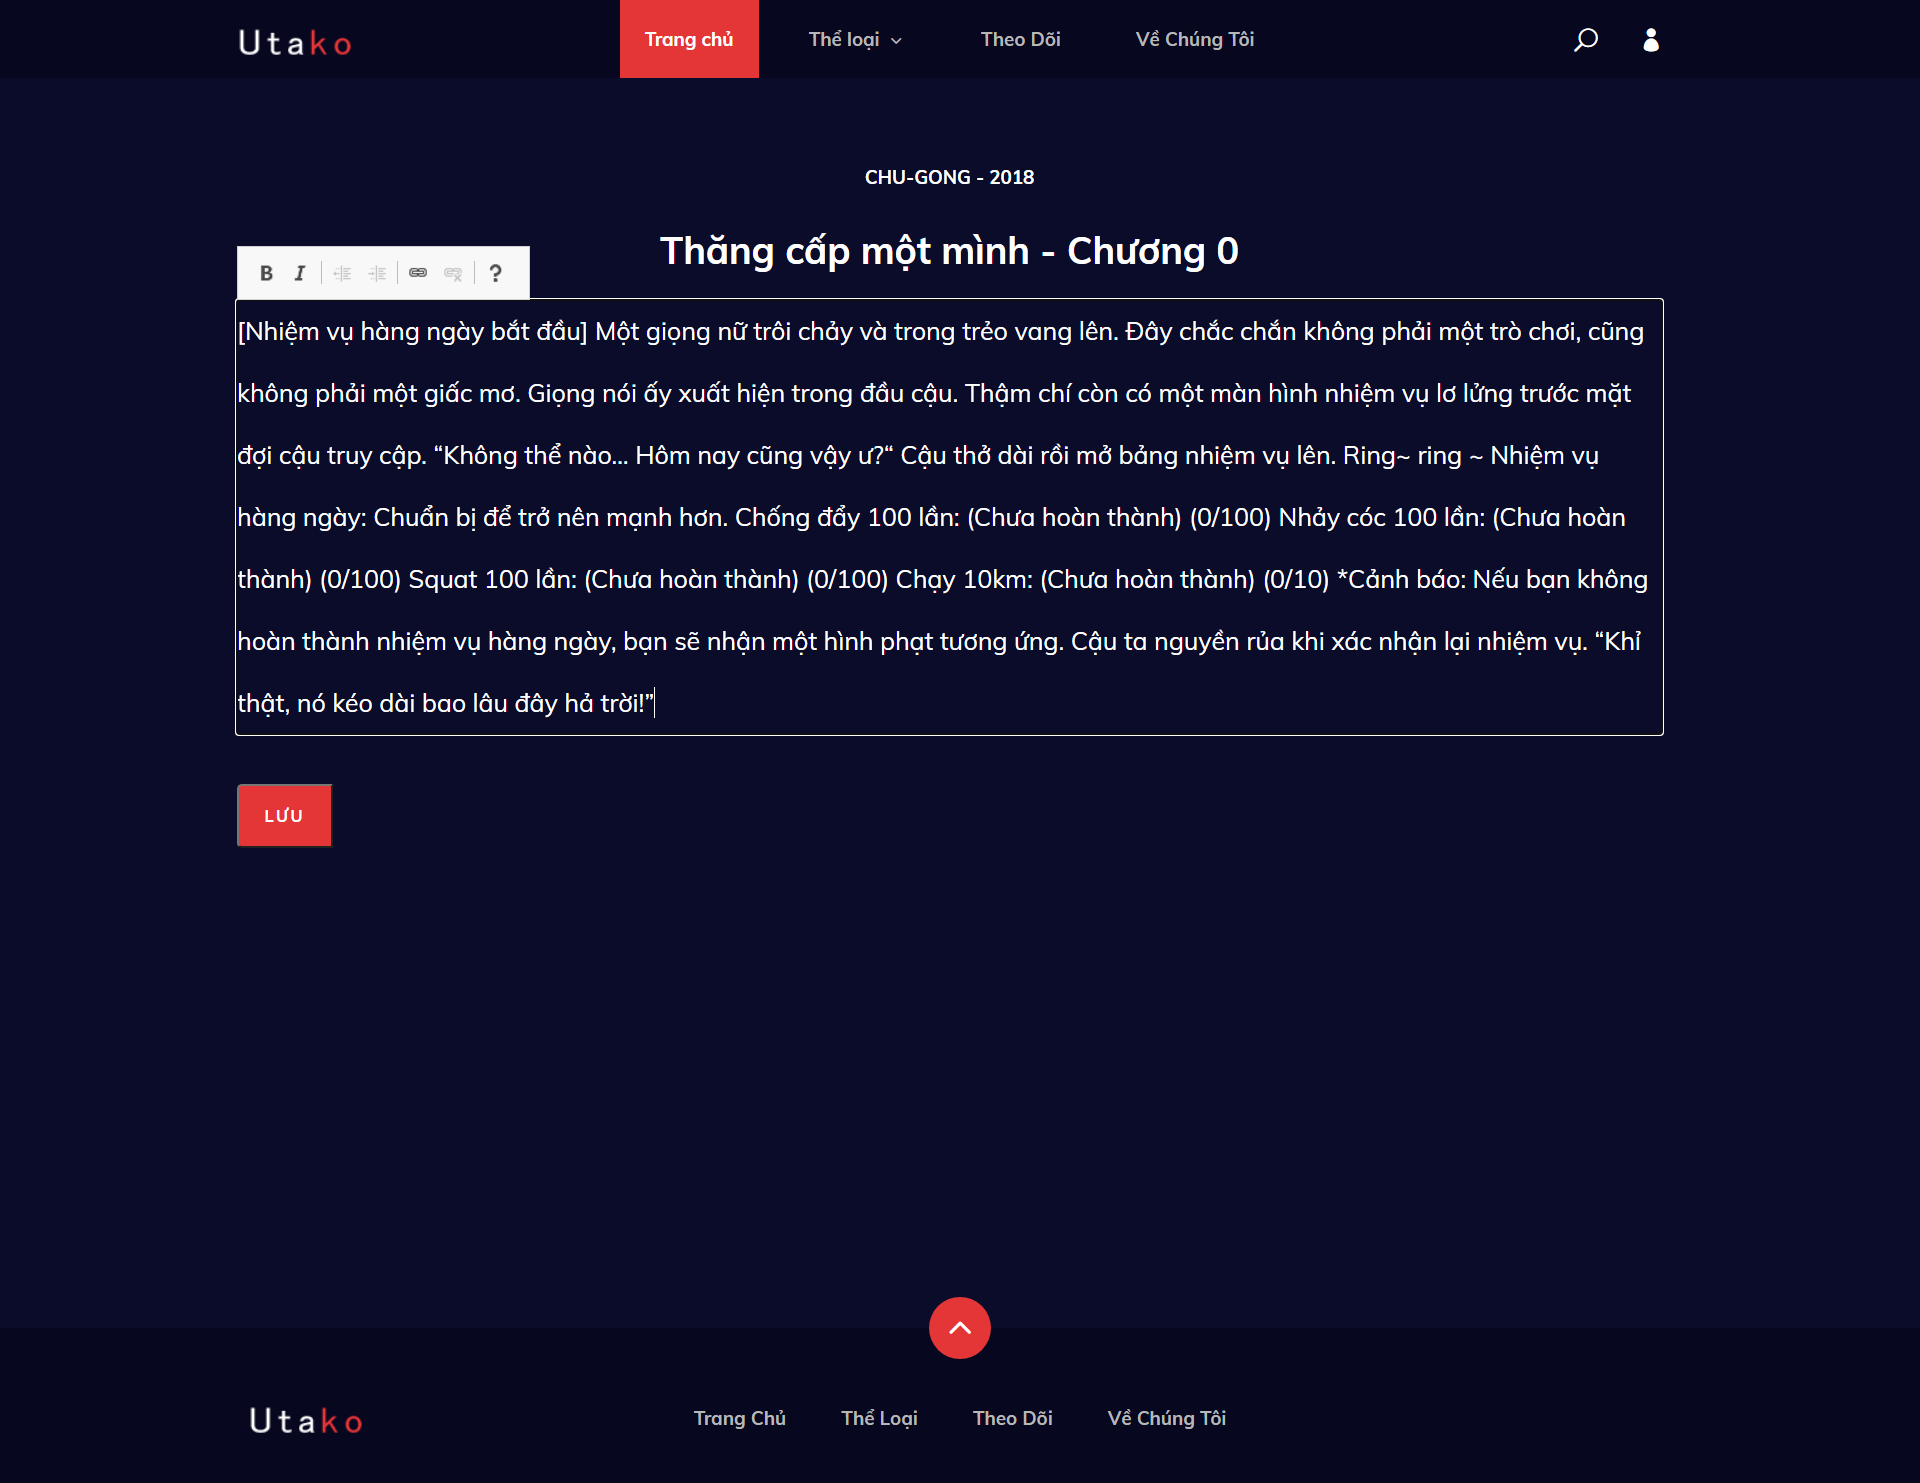 Utako
Trang chủ
Thể loại
Theo Dõi
Về Chúng Tôi
CHU-GONG - 2018
Thăng cấp một mình - Chương 0
B I ?
[Nhiệm vụ hàng ngày bắt đầu] Một giọng nữ trôi chảy và trong trẻo vang lên. Đây chắc chắn không phải một trò chơi, cũng
không phải một giấc mơ. Giọng nói ấy xuất hiện trong đầu cậu. Thậm chí còn có một màn hình nhiệm vụ lơ lửng trước mặt
đợi cậu truy cập. “Không thể nào... Hôm nay cũng vậy ư?“ Cậu thở dài rồi mở bảng nhiệm vụ lên. Ring~ ring ~ Nhiệm vụ
hàng ngày: Chuẩn bị để trở nên mạnh hơn. Chống đẩy 100 lần: (Chưa hoàn thành) (0/100) Nhảy cóc 100 lần: (Chưa hoàn
thành) (0/100) Squat 100 lần: (Chưa hoàn thành) (0/100) Chạy 10km: (Chưa hoàn thành) (0/10) *Cảnh báo: Nếu bạn không
hoàn thành nhiệm vụ hàng ngày, bạn sẽ nhận một hình phạt tương ứng. Cậu ta nguyền rủa khi xác nhận lại nhiệm vụ. “Khỉ
thật, nó kéo dài bao lâu đây hả trời!”
LƯU
Utako
Trang Chủ
Thể Loại
Theo Dõi
Về Chúng Tôi